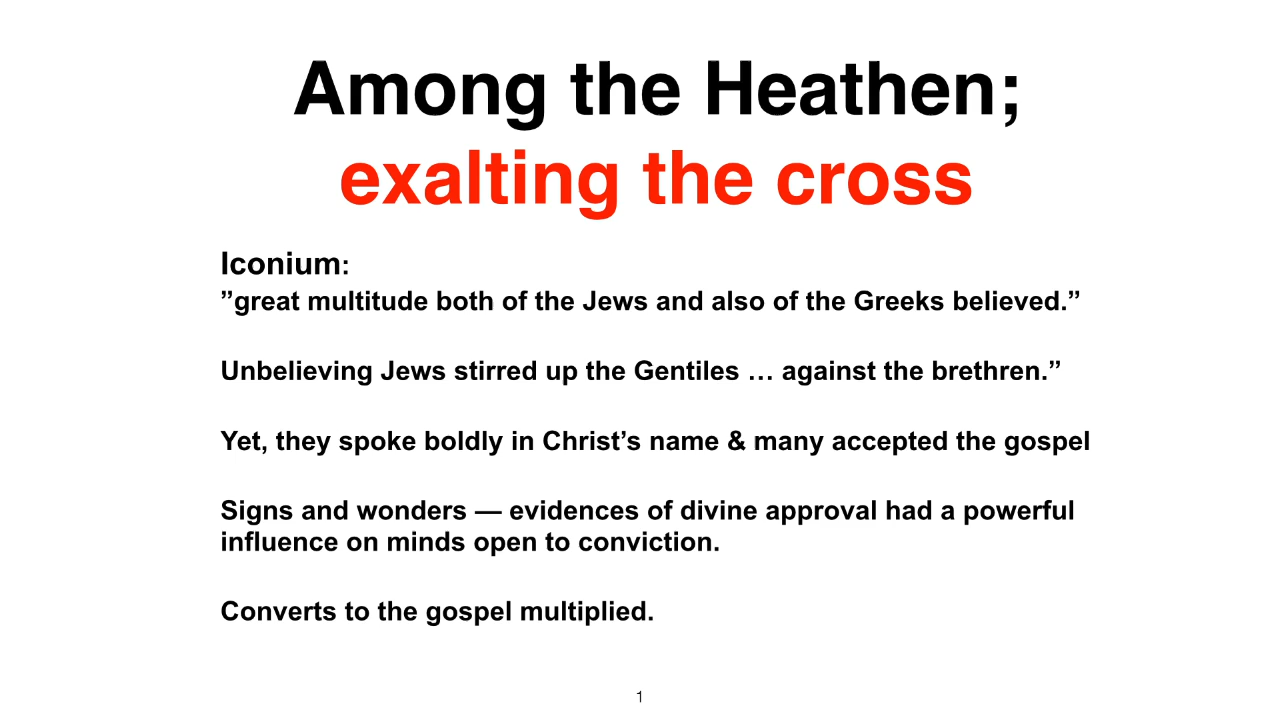 Among the Heathen;
exalting the cross
Iconium:
”great multitude both of the Jews and also of the Greeks believed.”
Unbelieving Jews stirred up the Gentiles … against the brethren.”
Yet, they spoke boldly in Christ’s name & many accepted the gospel
Signs and wonders — evidences of divine approval had a powerful
influence on minds open to conviction.
Converts to the gospel multiplied.
1